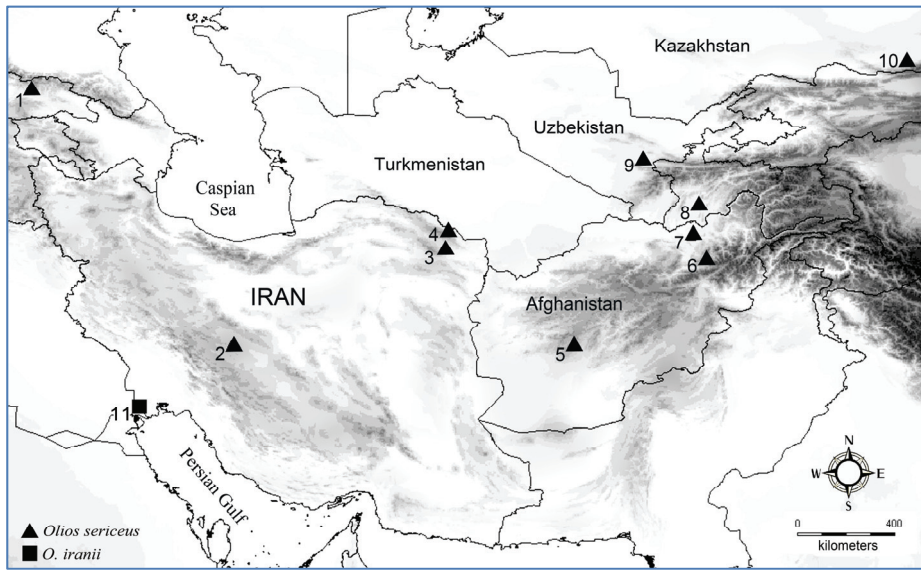 Kazakhstan
10
1
Uzbekistan
9
Turkmenistan
Caspian
Sea
8
4
7
3
6
IRAN
Afghanistan
2
5
11
Persian Gulf
N
W
E
S
Olios sericeus
O. iranii
0 400
kilometers